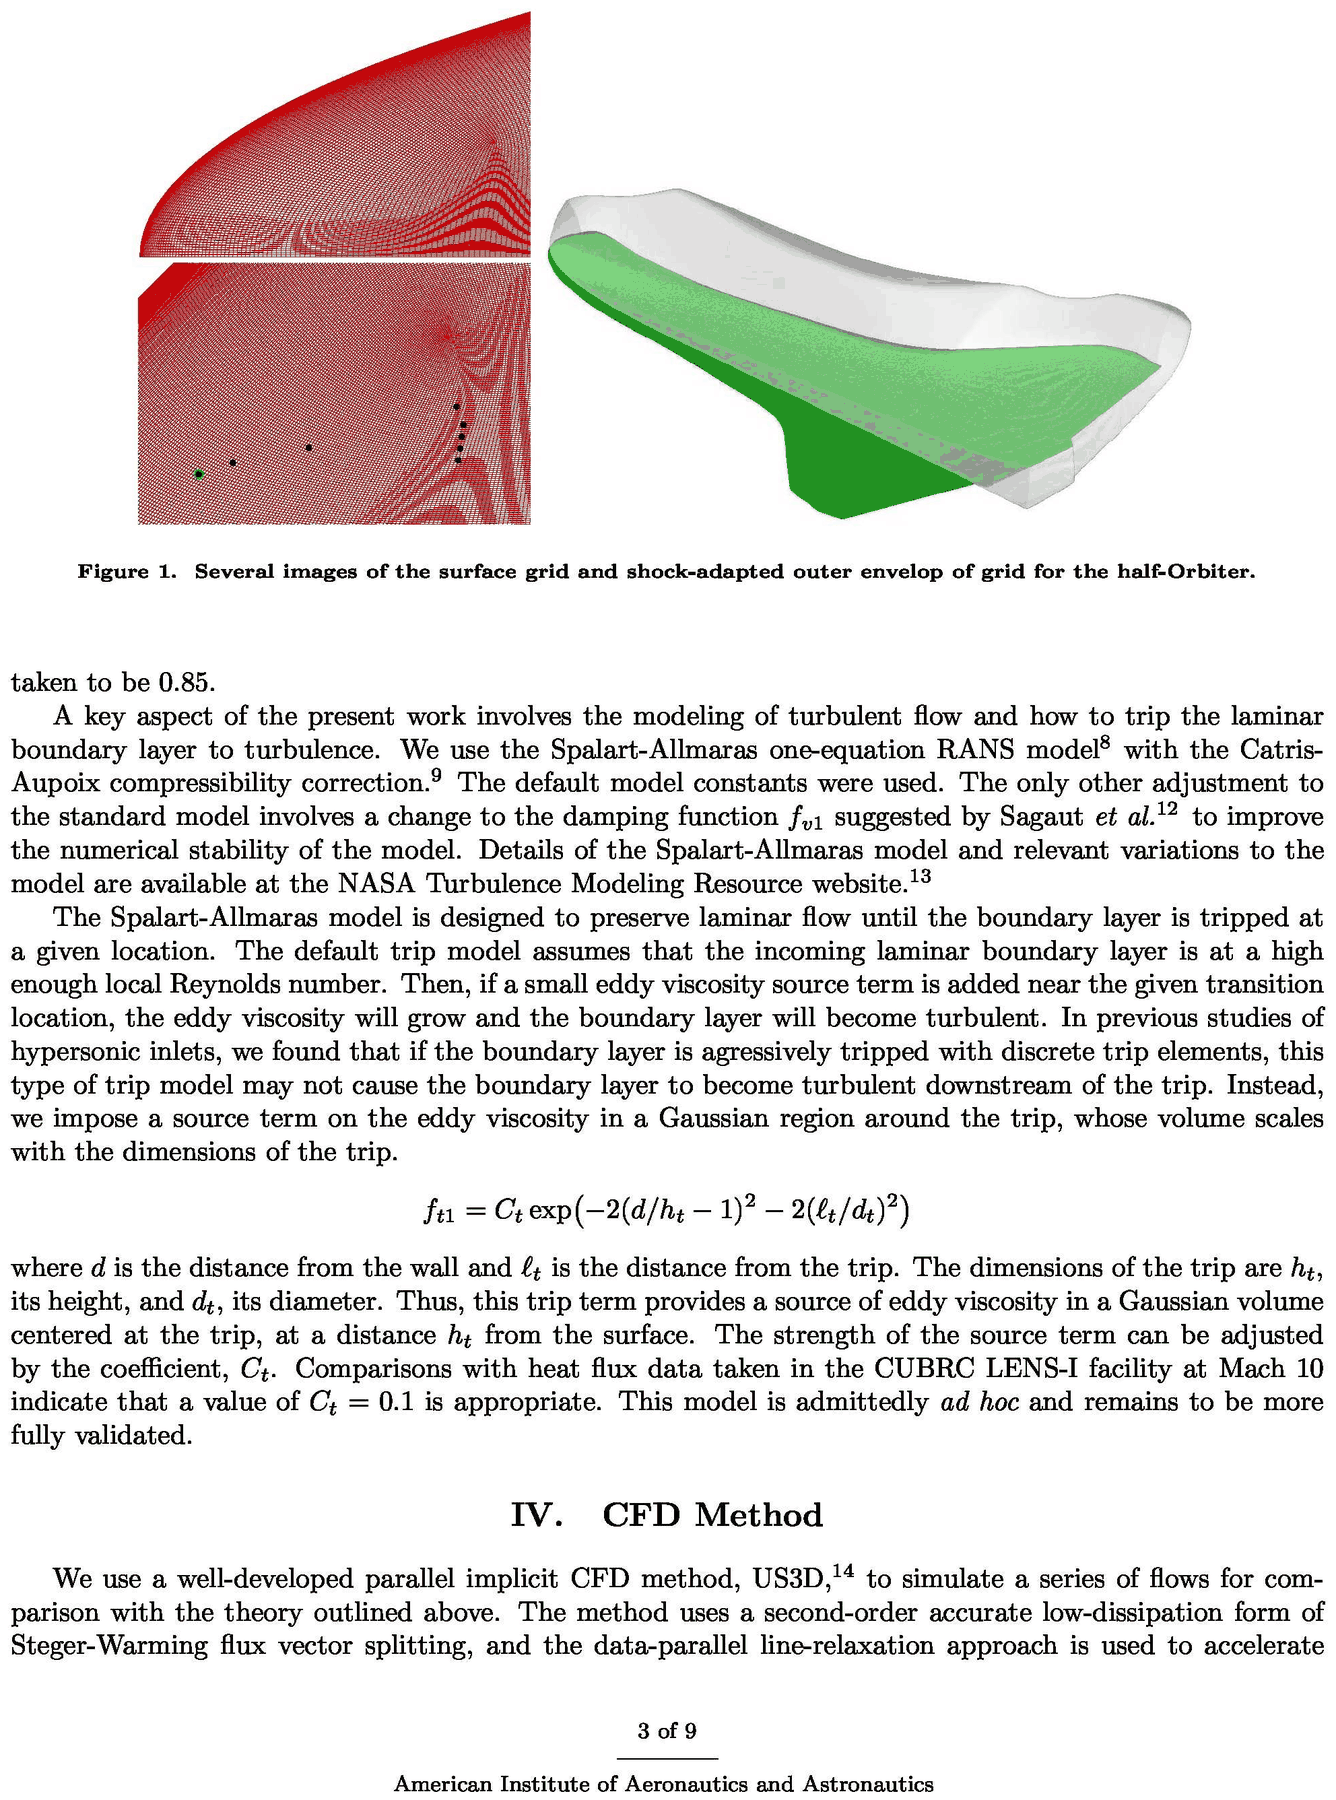 Figure 1. Several images of the surface grid and shock-adapted outer envelop of grid for the half-Orbiter.
taken to be 0.85.
A key aspect of the present work involves the modeling of turbulent flow and how to trip the laminar
boundary layer to turbulence. We use the Spalart-Allmaras one-equation RANS model⁸ with the Catris-
Aupoix compressibility correction.⁹ The default model constants were used. The only other adjustment to
the standard model involves a change to the damping function f_{v1} suggested by Sagaut et al.¹² to improve
the numerical stability of the model. Details of the Spalart-Allmaras model and relevant variations to the
model are available at the NASA Turbulence Modeling Resource website.¹³
The Spalart-Allmaras model is designed to preserve laminar flow until the boundary layer is tripped at
a given location. The default trip model assumes that the incoming laminar boundary layer is at a high
enough local Reynolds number. Then, if a small eddy viscosity source term is added near the given transition
location, the eddy viscosity will grow and the boundary layer will become turbulent. In previous studies of
hypersonic inlets, we found that if the boundary layer is agressively tripped with discrete trip elements, this
type of trip model may not cause the boundary layer to become turbulent downstream of the trip. Instead,
we impose a source term on the eddy viscosity in a Gaussian region around the trip, whose volume scales
with the dimensions of the trip.
f_{t1} = C_t exp(−2(d/h_t − 1)² − 2(ℓ_t/d_t)²)
where d is the distance from the wall and ℓ_t is the distance from the trip. The dimensions of the trip are h_t,
its height, and d_t, its diameter. Thus, this trip term provides a source of eddy viscosity in a Gaussian volume
centered at the trip, at a distance h_t from the surface. The strength of the source term can be adjusted
by the coefficient, C_t. Comparisons with heat flux data taken in the CUBRC LENS-I facility at Mach 10
indicate that a value of C_t = 0.1 is appropriate. This model is admittedly ad hoc and remains to be more
fully validated.
IV. CFD Method
We use a well-developed parallel implicit CFD method, US3D,¹⁴ to simulate a series of flows for com-
parison with the theory outlined above. The method uses a second-order accurate low-dissipation form of
Steger-Warming flux vector splitting, and the data-parallel line-relaxation approach is used to accelerate
3 of 9
American Institute of Aeronautics and Astronautics